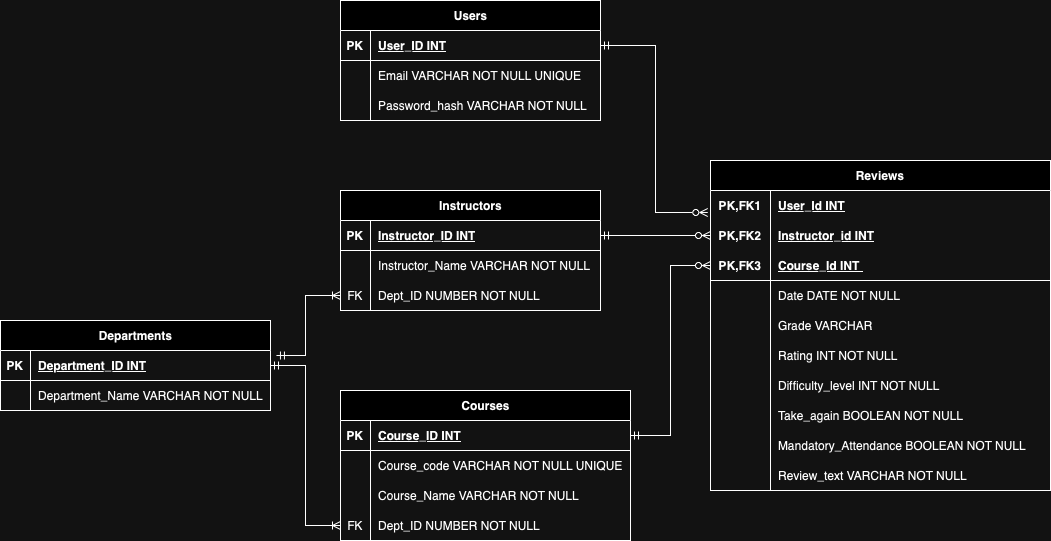 Users
PK User_ID INT
Email VARCHAR NOT NULL UNIQUE
Password_hash VARCHAR NOT NULL
Instructors
PK Instructor_ID INT
Instructor_Name VARCHAR NOT NULL
FK Dept_ID NUMBER NOT NULL
Departments
PK Department_ID INT
Department_Name VARCHAR NOT NULL
Courses
PK Course_ID INT
Course_code VARCHAR NOT NULL UNIQUE
Course_Name VARCHAR NOT NULL
FK Dept_ID NUMBER NOT NULL
Reviews
PK,FK1 User_Id INT
PK,FK2 Instructor_id INT
PK,FK3 Course_Id INT
Date DATE NOT NULL
Grade VARCHAR
Rating INT NOT NULL
Difficulty_level INT NOT NULL
Take_again BOOLEAN NOT NULL
Mandatory_Attendance BOOLEAN NOT NULL
Review_text VARCHAR NOT NULL